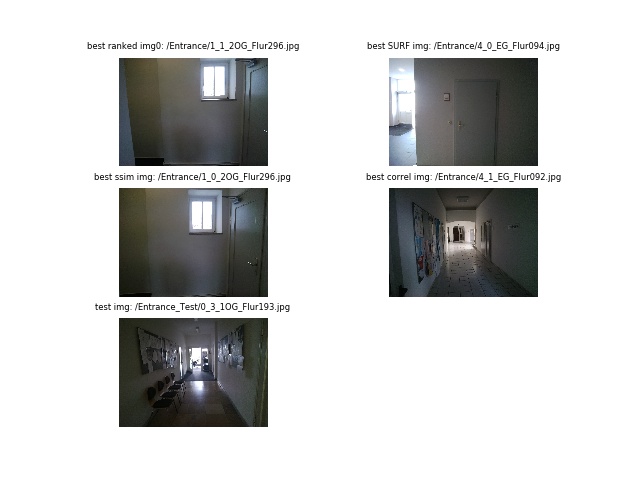 best ranked img0: /Entrance/1_1_2OG_Flur296.jpg
best SURF img: /Entrance/4_0_EG_Flur094.jpg
best ssim img: /Entrance/1_0_2OG_Flur296.jpg
best correl img: /Entrance/4_1_EG_Flur092.jpg
test img: /Entrance_Test/0_3_1OG_Flur193.jpg